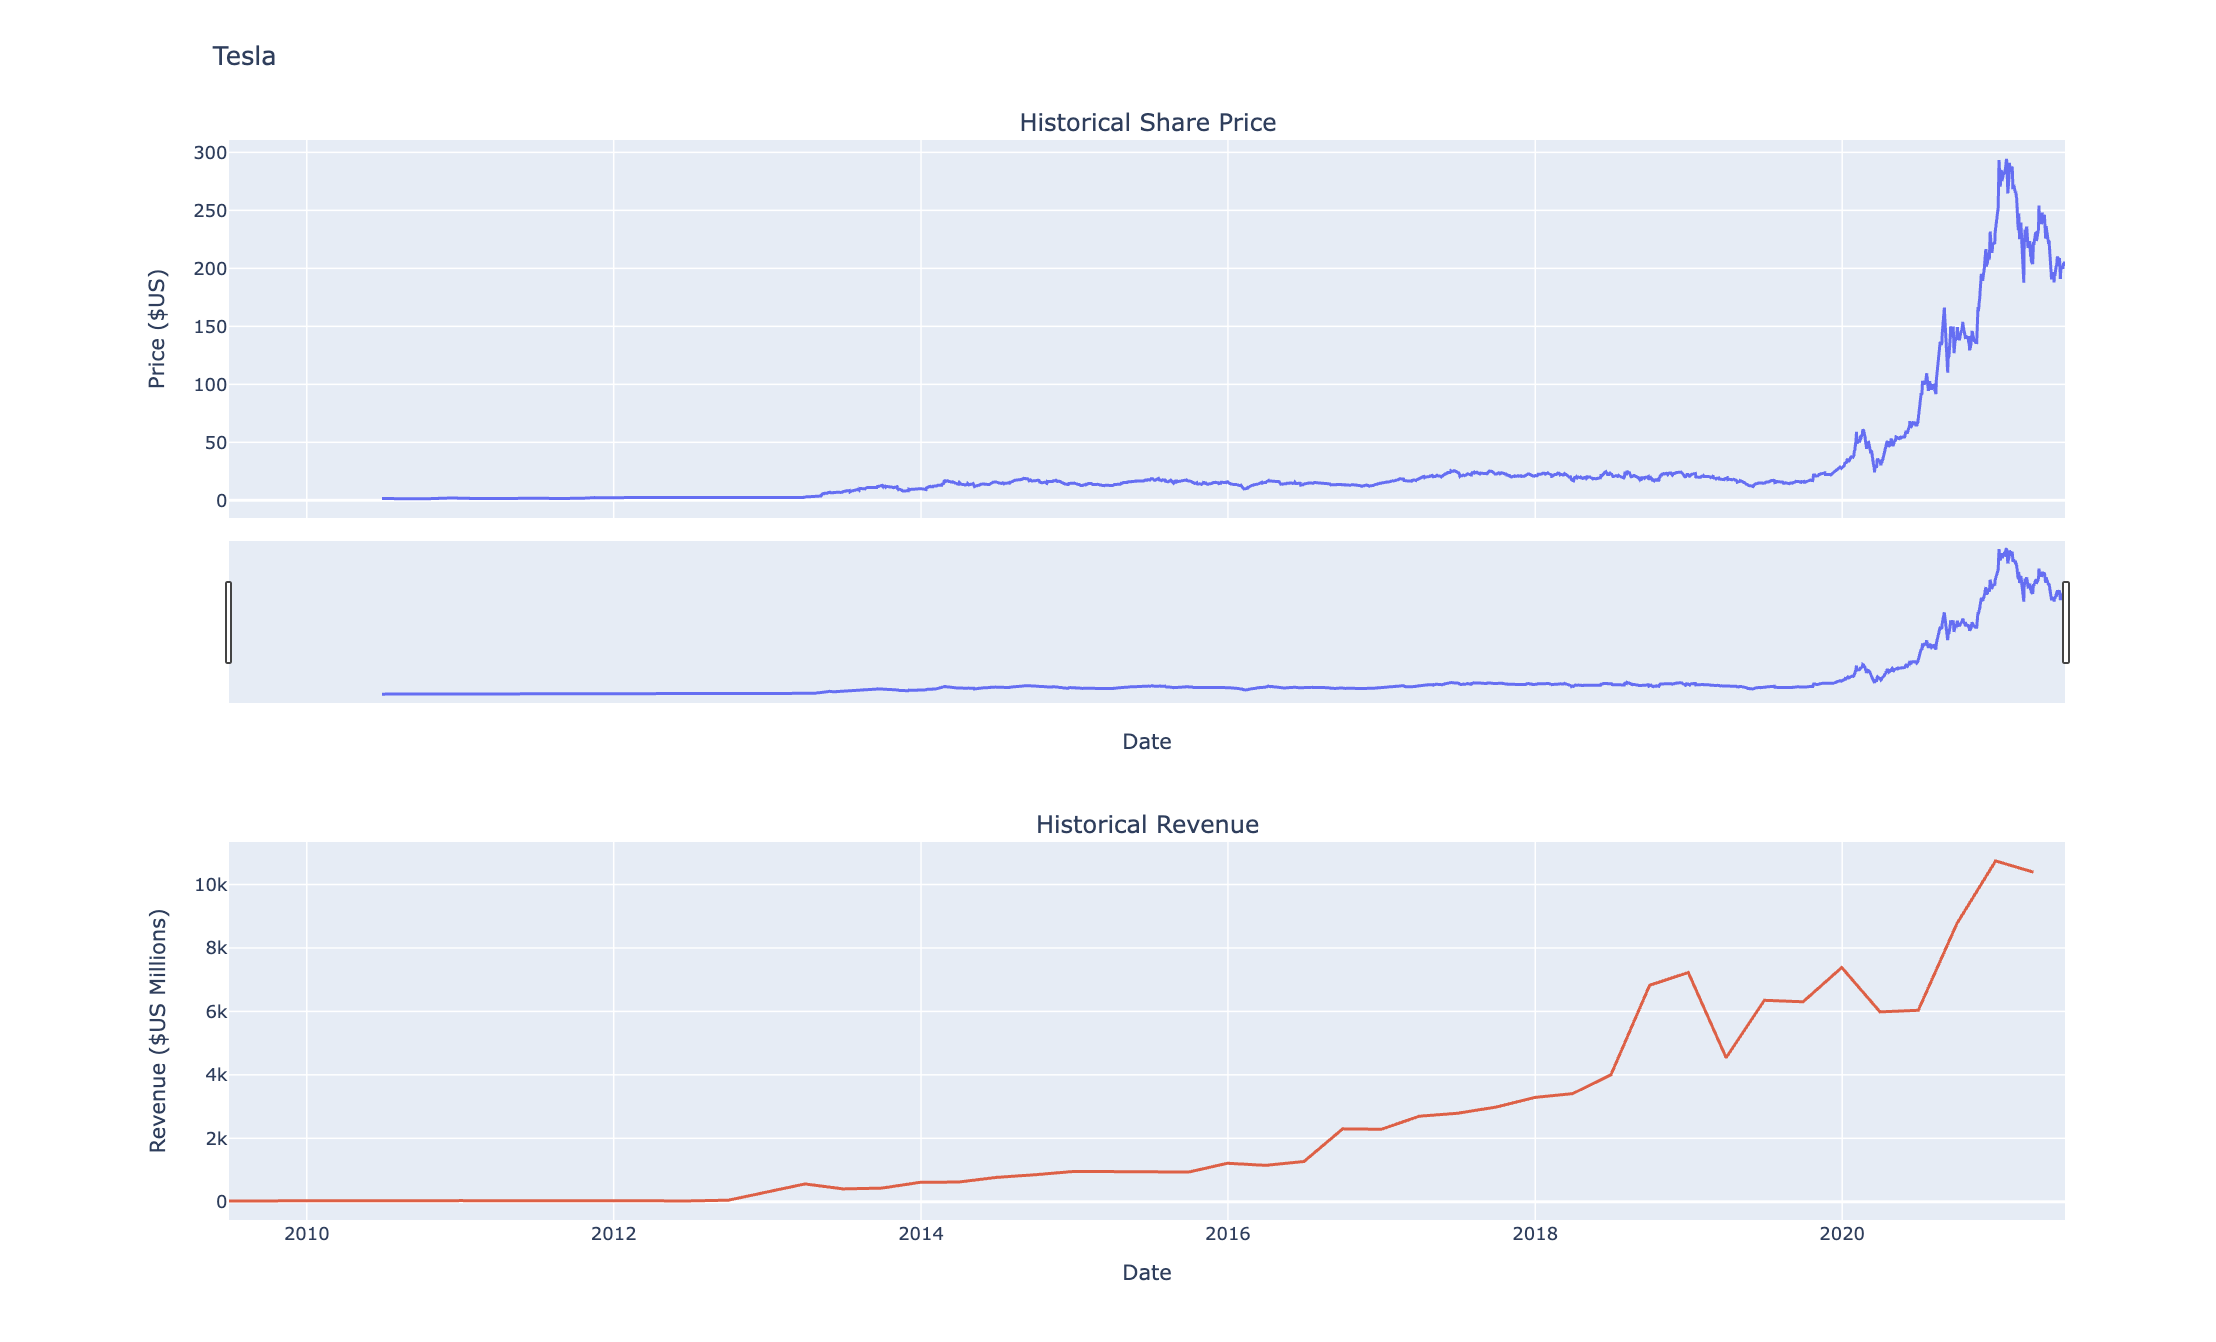 Tesla
Historical Share Price
300
250
200
150
100
50
0
Price ($US)
Date
Historical Revenue
10k
8k
6k
4k
2k
0
Revenue ($US Millions)
2010 2012 2014 2016 2018 2020
Date